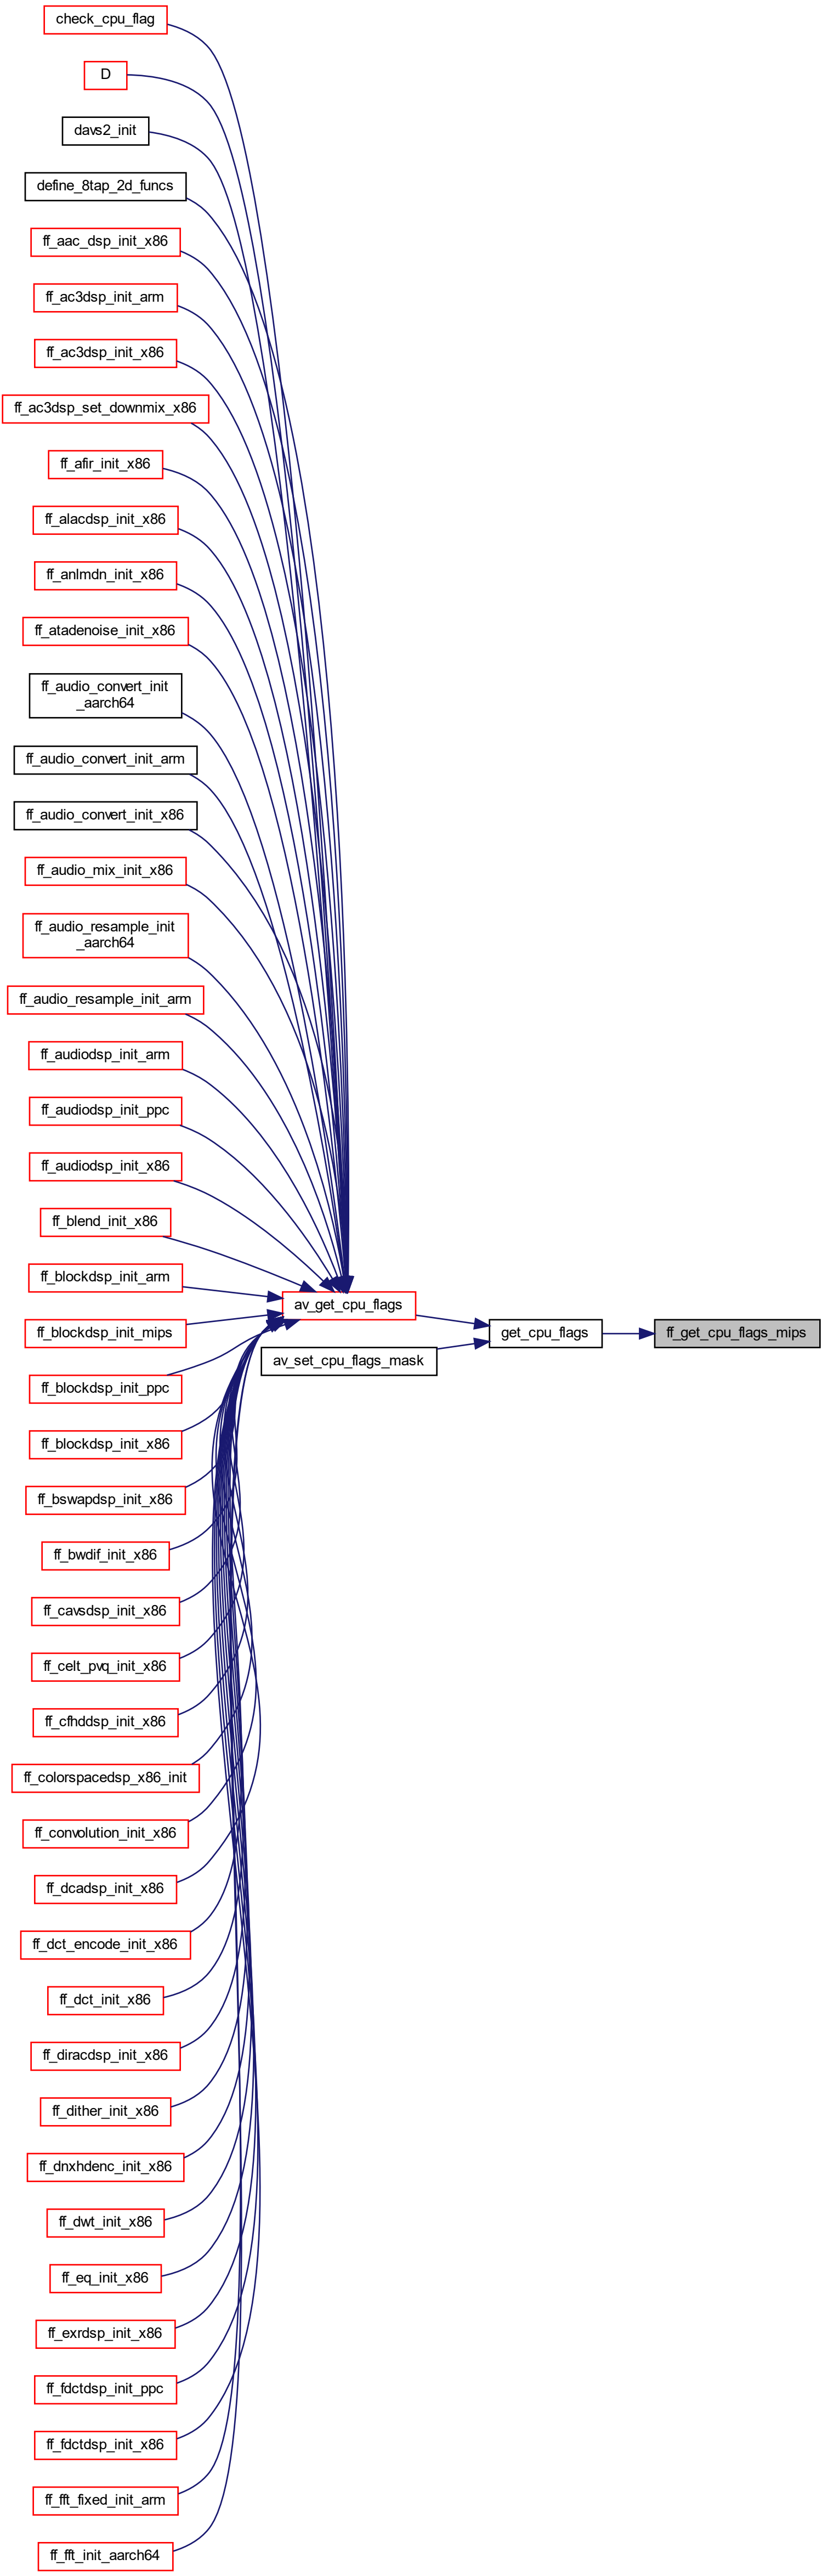 check_cpu_flag
D
davs2_init
define_8tap_2d_funcs
ff_aac_dsp_init_x86
ff_ac3dsp_init_arm
ff_ac3dsp_init_x86
ff_ac3dsp_set_downmix_x86
ff_afir_init_x86
ff_alacdsp_init_x86
ff_anlmdn_init_x86
ff_atadenoise_init_x86
ff_audio_convert_init
_aarch64
ff_audio_convert_init_arm
ff_audio_convert_init_x86
ff_audio_mix_init_x86
ff_audio_resample_init
_aarch64
ff_audio_resample_init_arm
ff_audiodsp_init_arm
ff_audiodsp_init_ppc
ff_audiodsp_init_x86
ff_blend_init_x86
ff_blockdsp_init_arm
ff_blockdsp_init_mips
ff_blockdsp_init_ppc
ff_blockdsp_init_x86
ff_bswapdsp_init_x86
ff_bwdif_init_x86
ff_cavsdsp_init_x86
ff_celt_pvq_init_x86
ff_cfhddsp_init_x86
ff_colorspacedsp_x86_init
ff_convolution_init_x86
ff_dcadsp_init_x86
ff_dct_encode_init_x86
ff_dct_init_x86
ff_diracdsp_init_x86
ff_dither_init_x86
ff_dnxhdenc_init_x86
ff_dwt_init_x86
ff_eq_init_x86
ff_exrdsp_init_x86
ff_fdctdsp_init_ppc
ff_fdctdsp_init_x86
ff_fft_fixed_init_arm
ff_fft_init_aarch64
av_get_cpu_flags
av_set_cpu_flags_mask
get_cpu_flags
ff_get_cpu_flags_mips